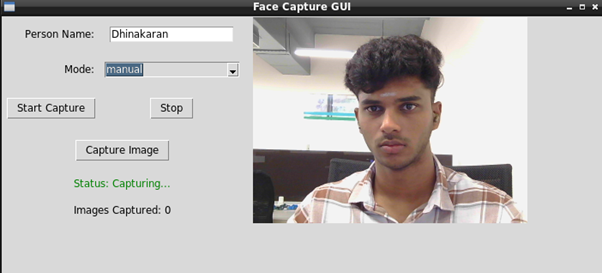 Face Capture GUI
Person Name: Dhinakaran
Mode: manual
Start Capture Stop
Capture Image
Status: Capturing...
Images Captured: 0